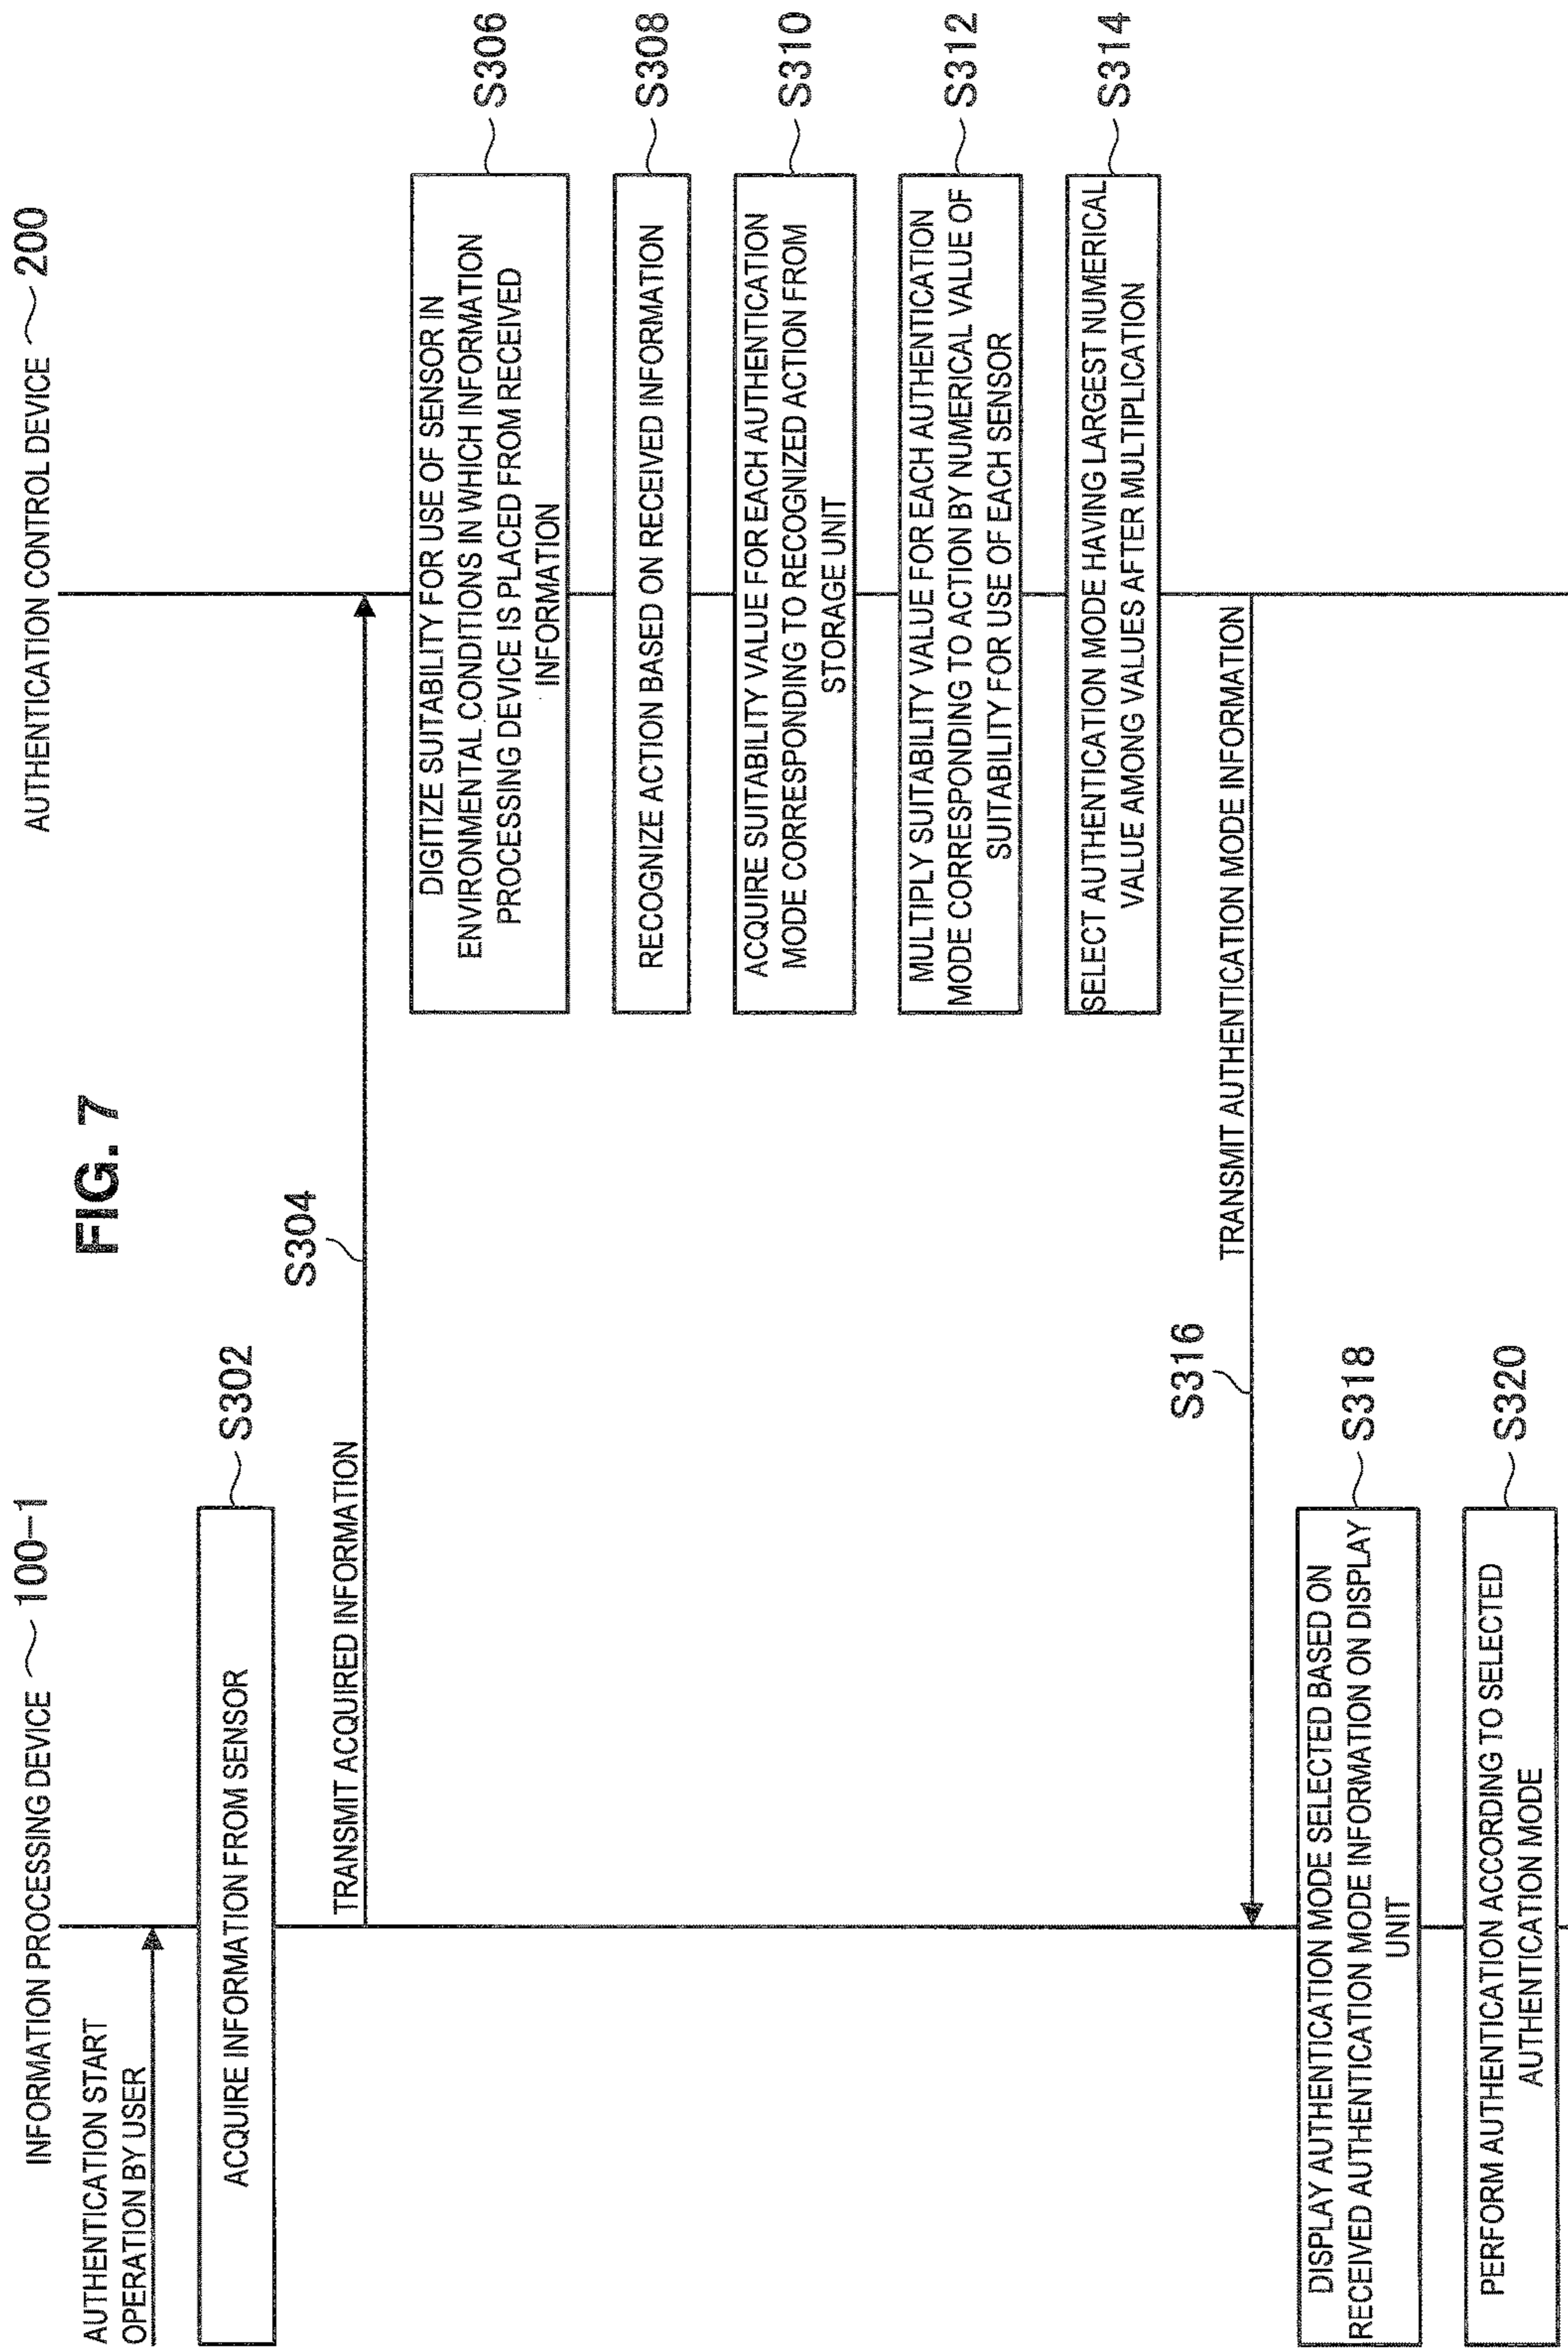 FIG. 7
INFORMATION PROCESSING DEVICE 100-1
AUTHENTICATION CONTROL DEVICE 200
AUTHENTICATION START
OPERATION BY USER
ACQUIRE INFORMATION FROM SENSOR
S302
TRANSMIT ACQUIRED INFORMATION
S304
DIGITIZE SUITABILITY FOR USE OF SENSOR IN
ENVIRONMENTAL CONDITIONS IN WHICH INFORMATION
PROCESSING DEVICE IS PLACED FROM RECEIVED
INFORMATION
S306
RECOGNIZE ACTION BASED ON RECEIVED INFORMATION
S308
ACQUIRE SUITABILITY VALUE FOR EACH AUTHENTICATION
MODE CORRESPONDING TO RECOGNIZED ACTION FROM
STORAGE UNIT
S310
MULTIPLY SUITABILITY VALUE FOR EACH AUTHENTICATION
MODE CORRESPONDING TO ACTION BY NUMERICAL VALUE OF
SUITABILITY FOR USE OF EACH SENSOR
S312
SELECT AUTHENTICATION MODE HAVING LARGEST NUMERICAL
VALUE AMONG VALUES AFTER MULTIPLICATION
S314
TRANSMIT AUTHENTICATION MODE INFORMATION
S316
DISPLAY AUTHENTICATION MODE SELECTED BASED ON
RECEIVED AUTHENTICATION MODE INFORMATION ON DISPLAY
UNIT
S318
PERFORM AUTHENTICATION ACCORDING TO SELECTED
AUTHENTICATION MODE
S320